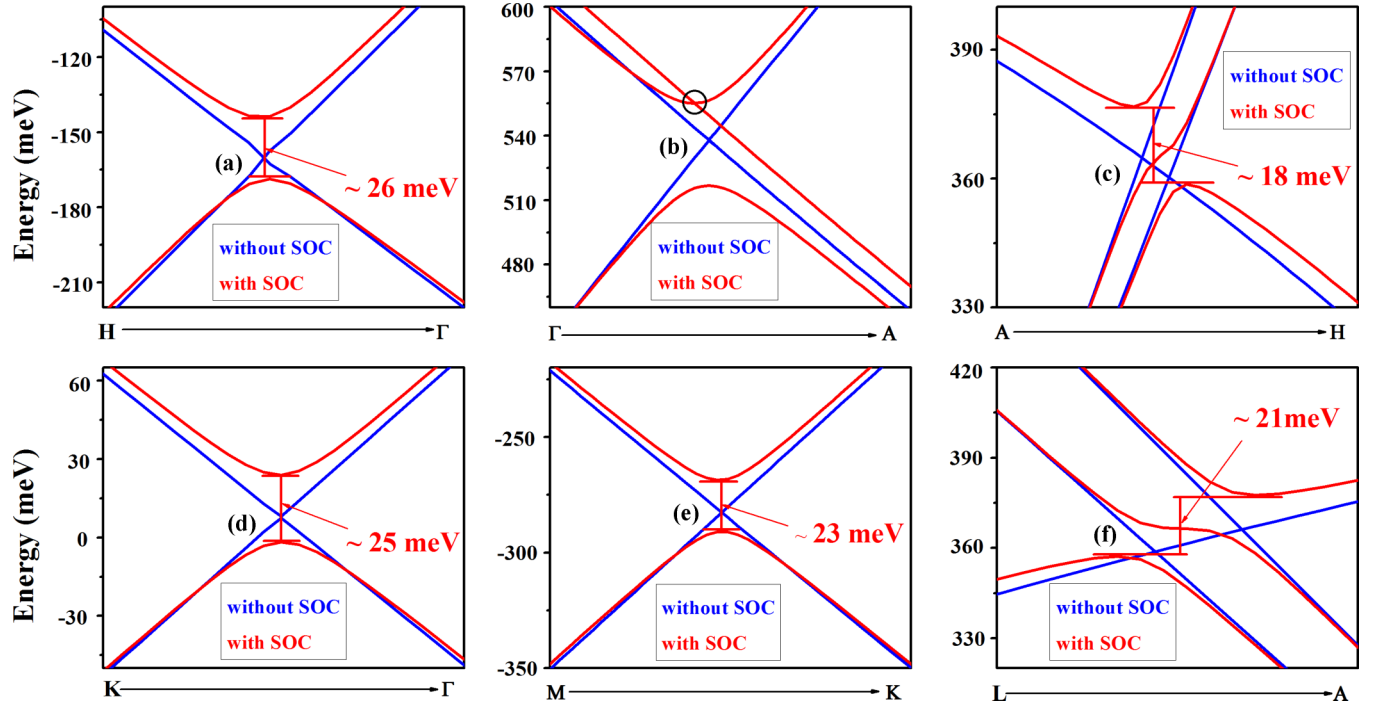 Energy (meV)
-120
-150
-180
-210
(a)
~ 26 meV
without SOC
with SOC
H
Γ
600
570
540
510
480
(b)
without SOC
with SOC
Γ
A
390
360
330
(c)
without SOC
with SOC
~ 18 meV
A
H
Energy (meV)
60
30
0
-30
(d)
~ 25 meV
without SOC
with SOC
K
Γ
-250
-300
-350
(e)
~ 23 meV
without SOC
with SOC
M
K
420
390
360
330
~ 21meV
(f)
without SOC
with SOC
L
A